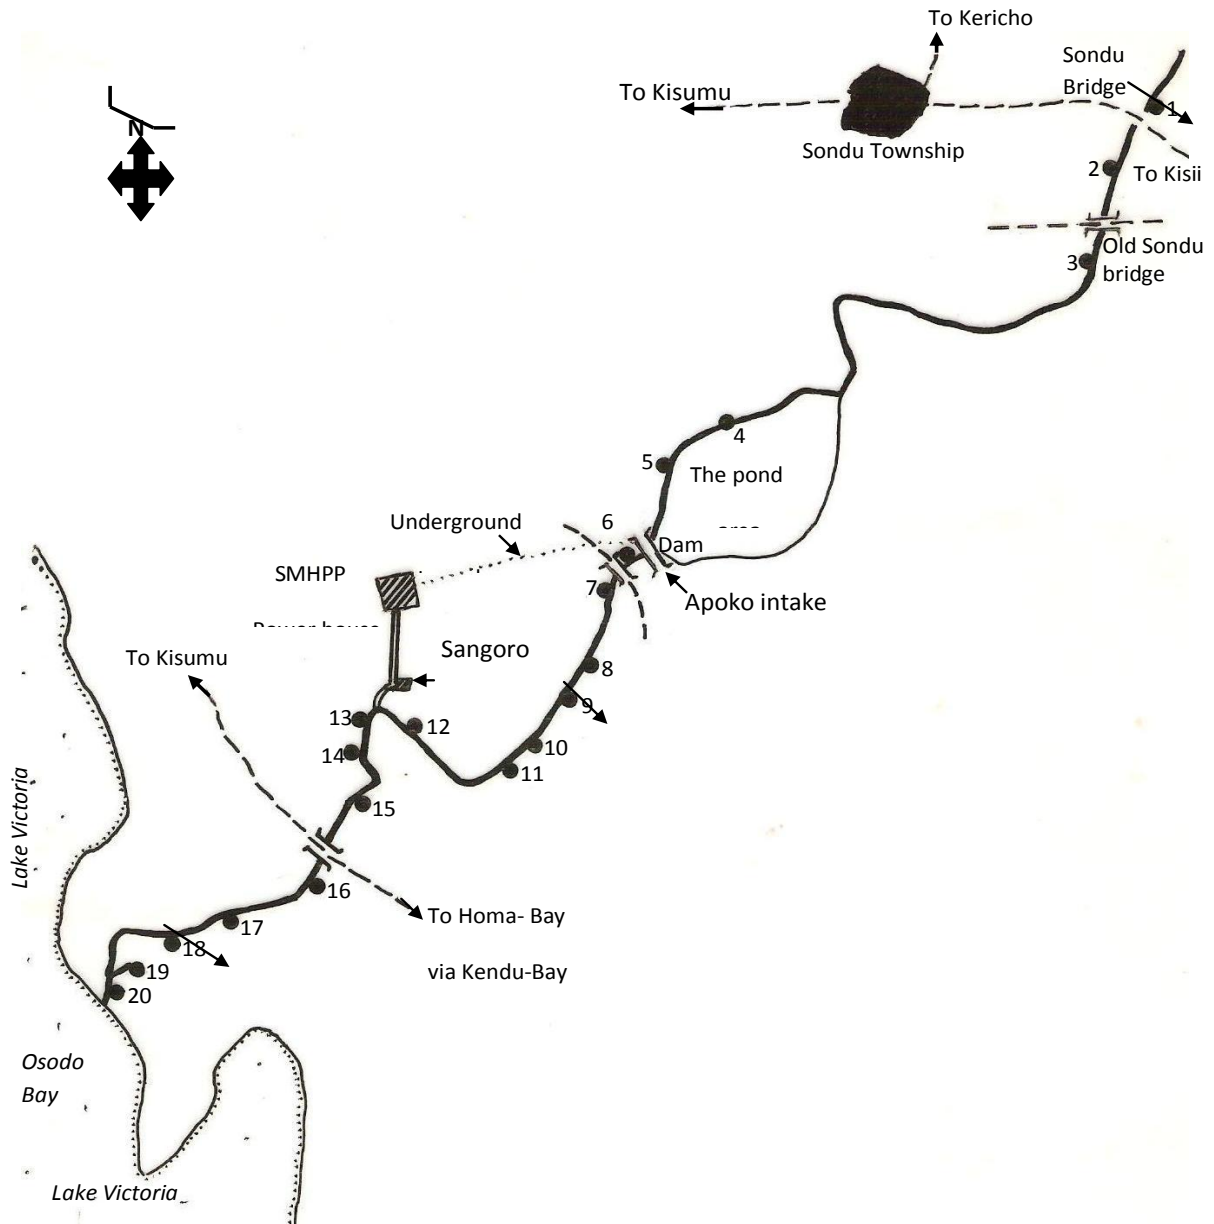 To Kericho
Sondu
Bridge
To Kisumu
1
N
Sondu Township
2
To Kisii
Old Sondu
bridge
3
4
5
The pond
6
Underground
Dam
SMHPP
7
Apoko intake
Sangoro
To Kisumu
8
9
13
12
10
14
11
15
Lake Victoria
16
To Homa- Bay
17
18
via Kendu-Bay
19
20
Osodo
Bay
Lake Victoria